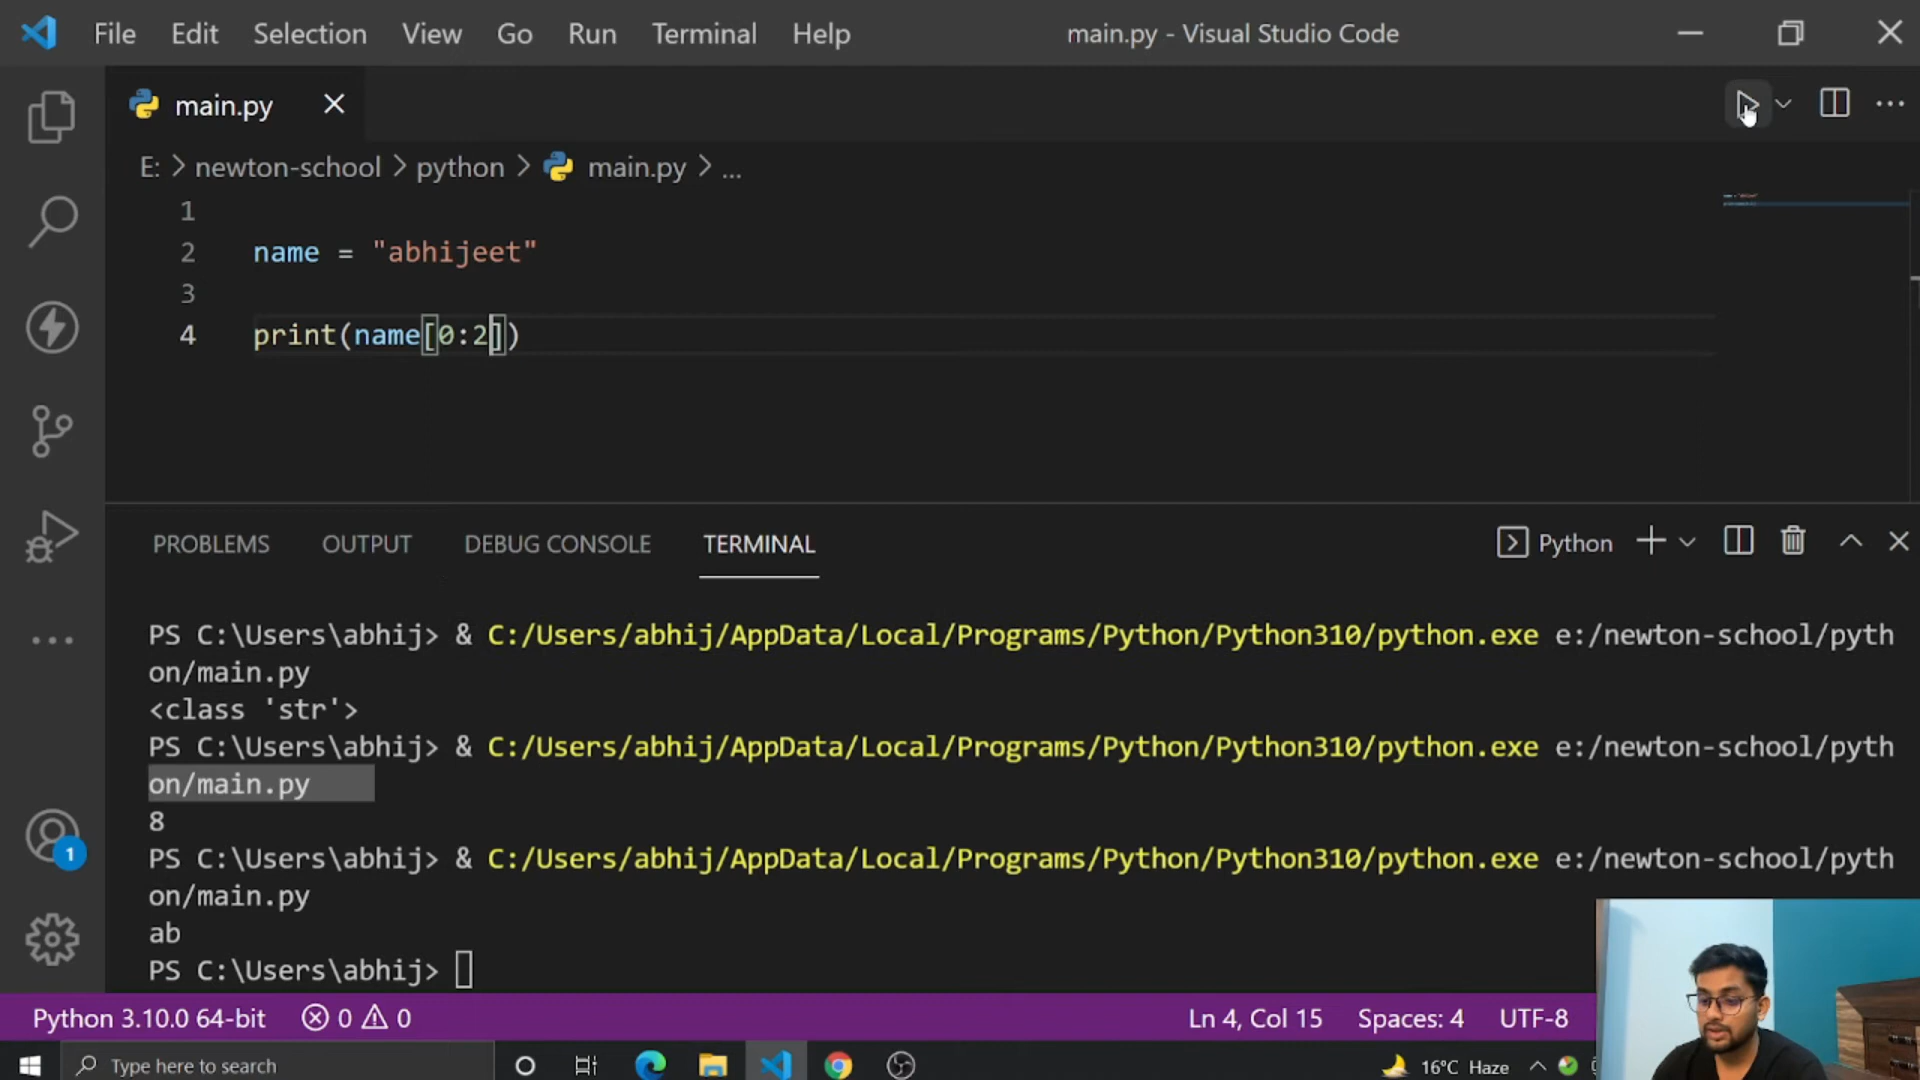 File Edit Selection View Go Run Terminal Help main.py - Visual Studio Code
main.py
E: > newton-school > python > main.py > ...
1
2 name = "abhijeet"
3
4 print(name[0:2])
PROBLEMS OUTPUT DEBUG CONSOLE TERMINAL Python
PS C:\Users\abhij> & C:/Users/abhij/AppData/Local/Programs/Python/Python310/python.exe e:/newton-school/pyth
on/main.py
<class 'str'>
PS C:\Users\abhij> & C:/Users/abhij/AppData/Local/Programs/Python/Python310/python.exe e:/newton-school/pyth
on/main.py
8
PS C:\Users\abhij> & C:/Users/abhij/AppData/Local/Programs/Python/Python310/python.exe e:/newton-school/pyth
on/main.py
ab
PS C:\Users\abhij>
1
Python 3.10.0 64-bit 0 0 Ln 4, Col 15 Spaces: 4 UTF-8
Type here to search 16°C Haze